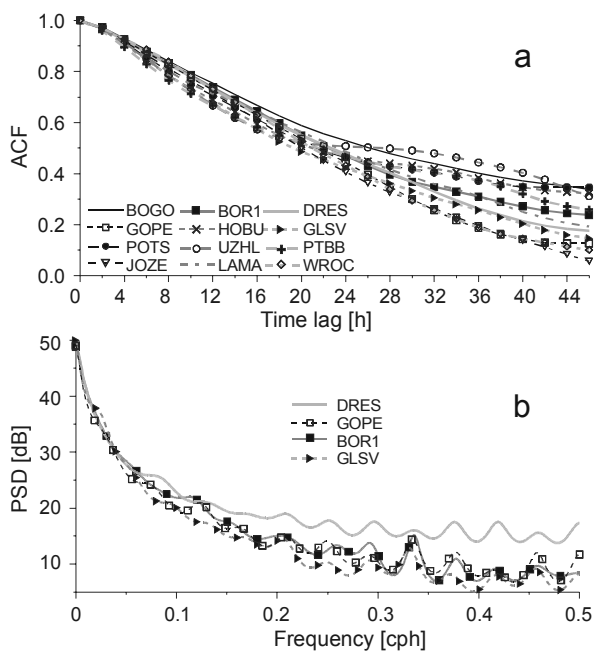 a
1.0
0.8
0.6
0.4
0.2
0.0
ACF
BOGO BOR1 DRES
GOPE HOBU GLSV
POTS UZHL PTBB
JOZE LAMA WROC
0 4 8 12 16 20 24 28 32 36 40 44
Time lag [h]
b
50
40
30
20
10
PSD [dB]
DRES
GOPE
BOR1
GLSV
0 0.1 0.2 0.3 0.4 0.5
Frequency [cph]